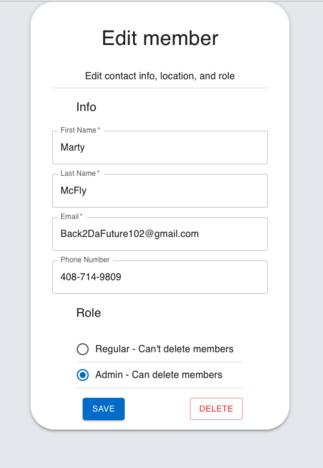 Edit member
Edit contact info, location, and role
Info
First Name *
Marty
Last Name *
McFly
Email *
Back2DaFuture102@gmail.com
Phone Number
408-714-9809
Role
Regular - Can't delete members
Admin - Can delete members
SAVE
DELETE